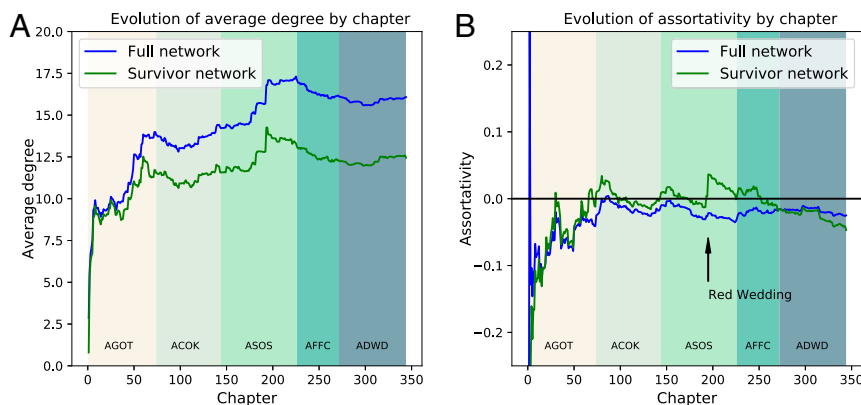 A
Evolution of average degree by chapter
Full network
Survivor network
Average degree
20.0
17.5
15.0
12.5
10.0
7.5
5.0
2.5
0.0
AGOT ACOK ASOS AFFC ADWD
0 50 100 150 200 250 300 350
Chapter
B
Evolution of assortativity by chapter
Full network
Survivor network
Assortativity
0.2
0.1
0.0
−0.1
−0.2
Red Wedding
AGOT ACOK ASOS AFFC ADWD
0 50 100 150 200 250 300 350
Chapter